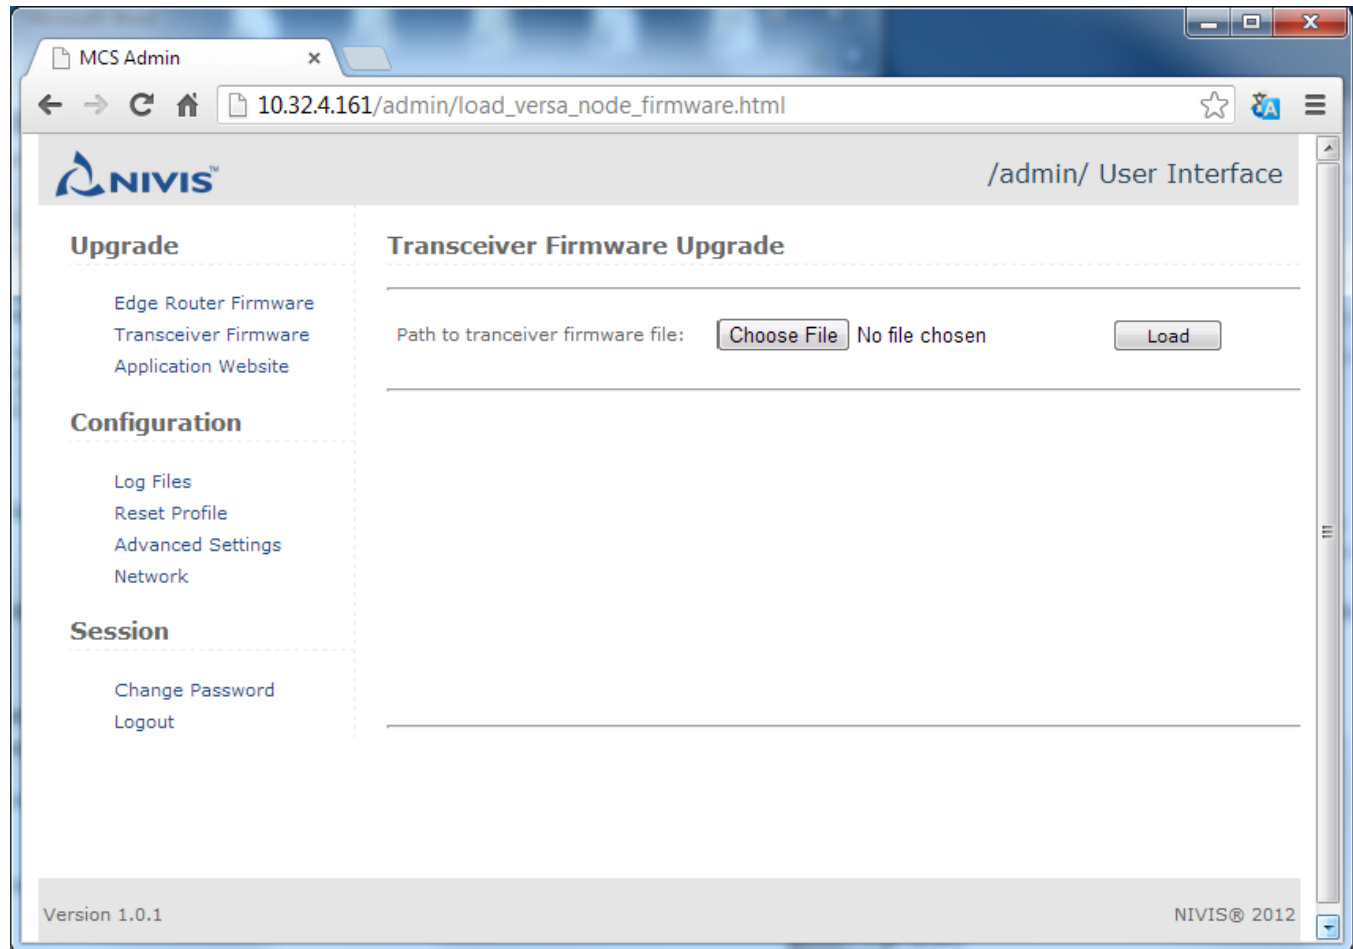 MCS Admin
10.32.4.161/admin/load_versa_node_firmware.html
NIVIS™
/admin/ User Interface
Upgrade
Edge Router Firmware
Transceiver Firmware
Application Website
Configuration
Log Files
Reset Profile
Advanced Settings
Network
Session
Change Password
Logout
Transceiver Firmware Upgrade
Path to tranceiver firmware file: Choose File No file chosen Load
Version 1.0.1
NIVIS® 2012